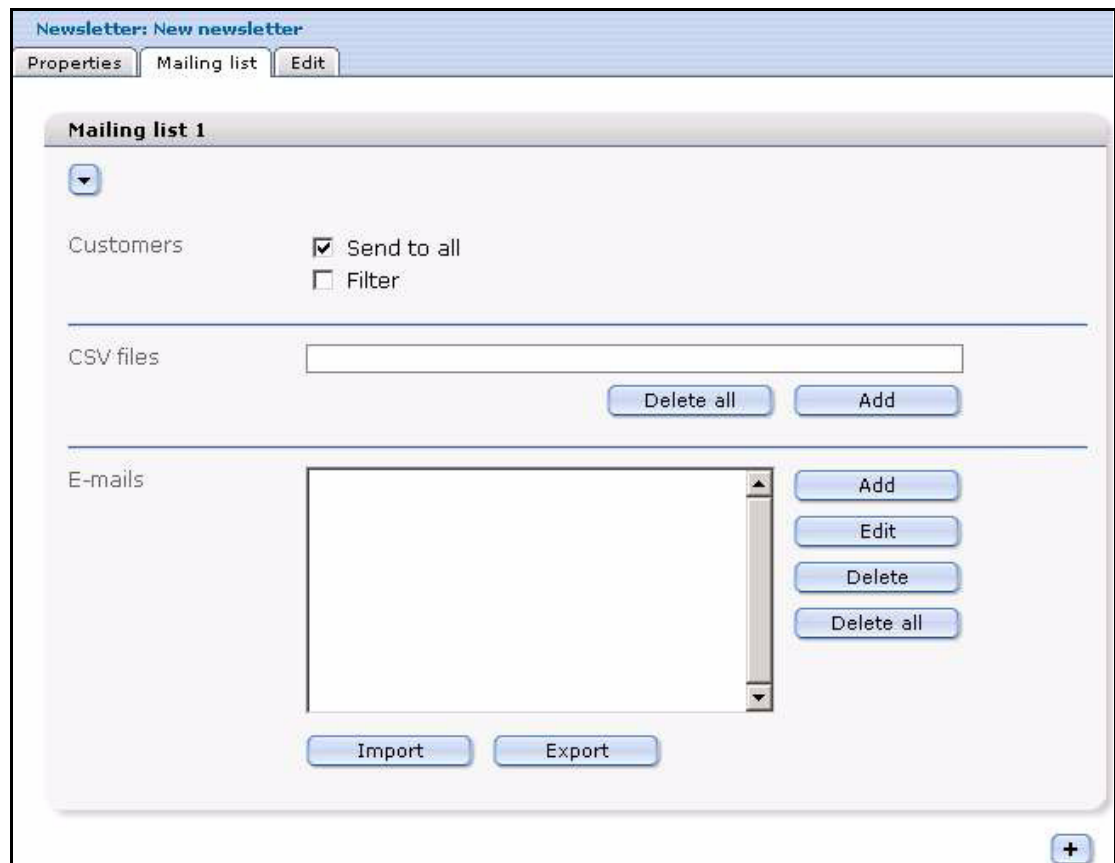 Newsletter: New newsletter
Properties Mailing list Edit
Mailing list 1
Customers Send to all
Filter
CSV files
Delete all Add
E-mails Add
Edit
Delete
Delete all
Import Export
+